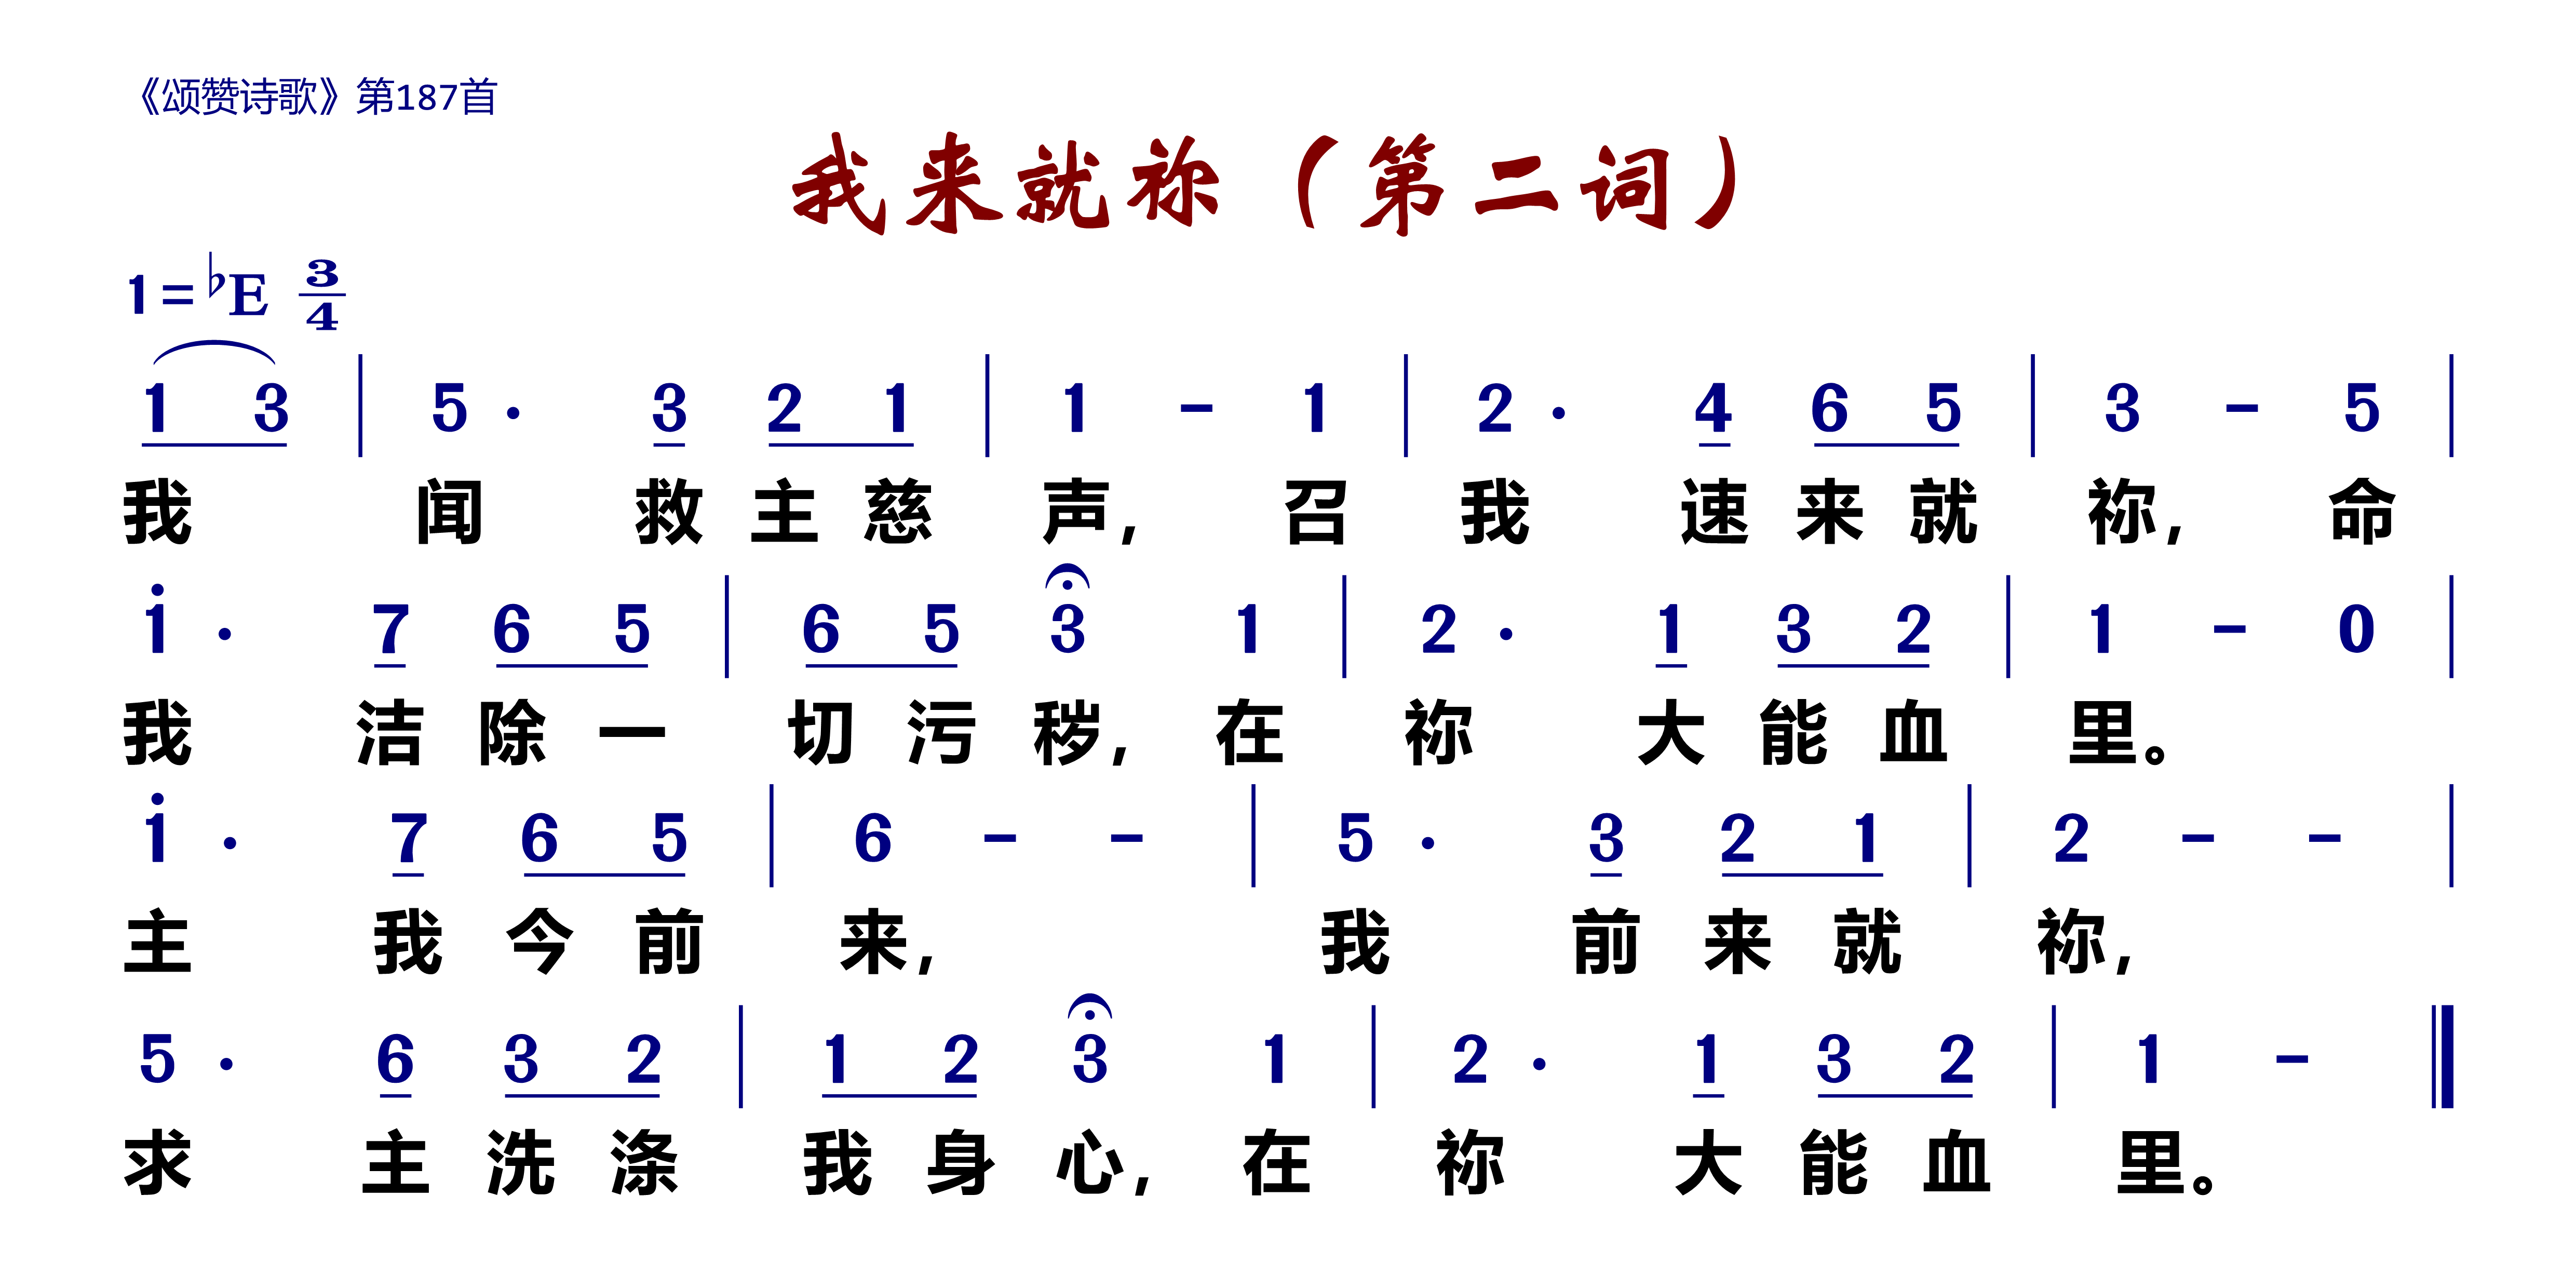 《颂赞诗歌》第187首
我来就祢（第二词）
1=♭E 3/4
1 3 | 5 · 3 2 1 | 1 - 1 | 2 · 4 6 5 | 3 - 5 |
我 闻 救 主 慈 声, 召 我 速 来 就 祢, 命
i · 7 6 5 | 6 5 3 1 | 2 · 1 3 2 | 1 - 0 |
我 洁 除 一 切 污 秽, 在 祢 大 能 血 里。
i · 7 6 5 | 6 - - | 5 · 3 2 1 | 2 - - |
主 我 今 前 来, 我 前 来 就 祢,
5 · 6 3 2 | 1 2 3 1 | 2 · 1 3 2 | 1 - ‖
求 主 洗 涤 我 身 心, 在 祢 大 能 血 里。